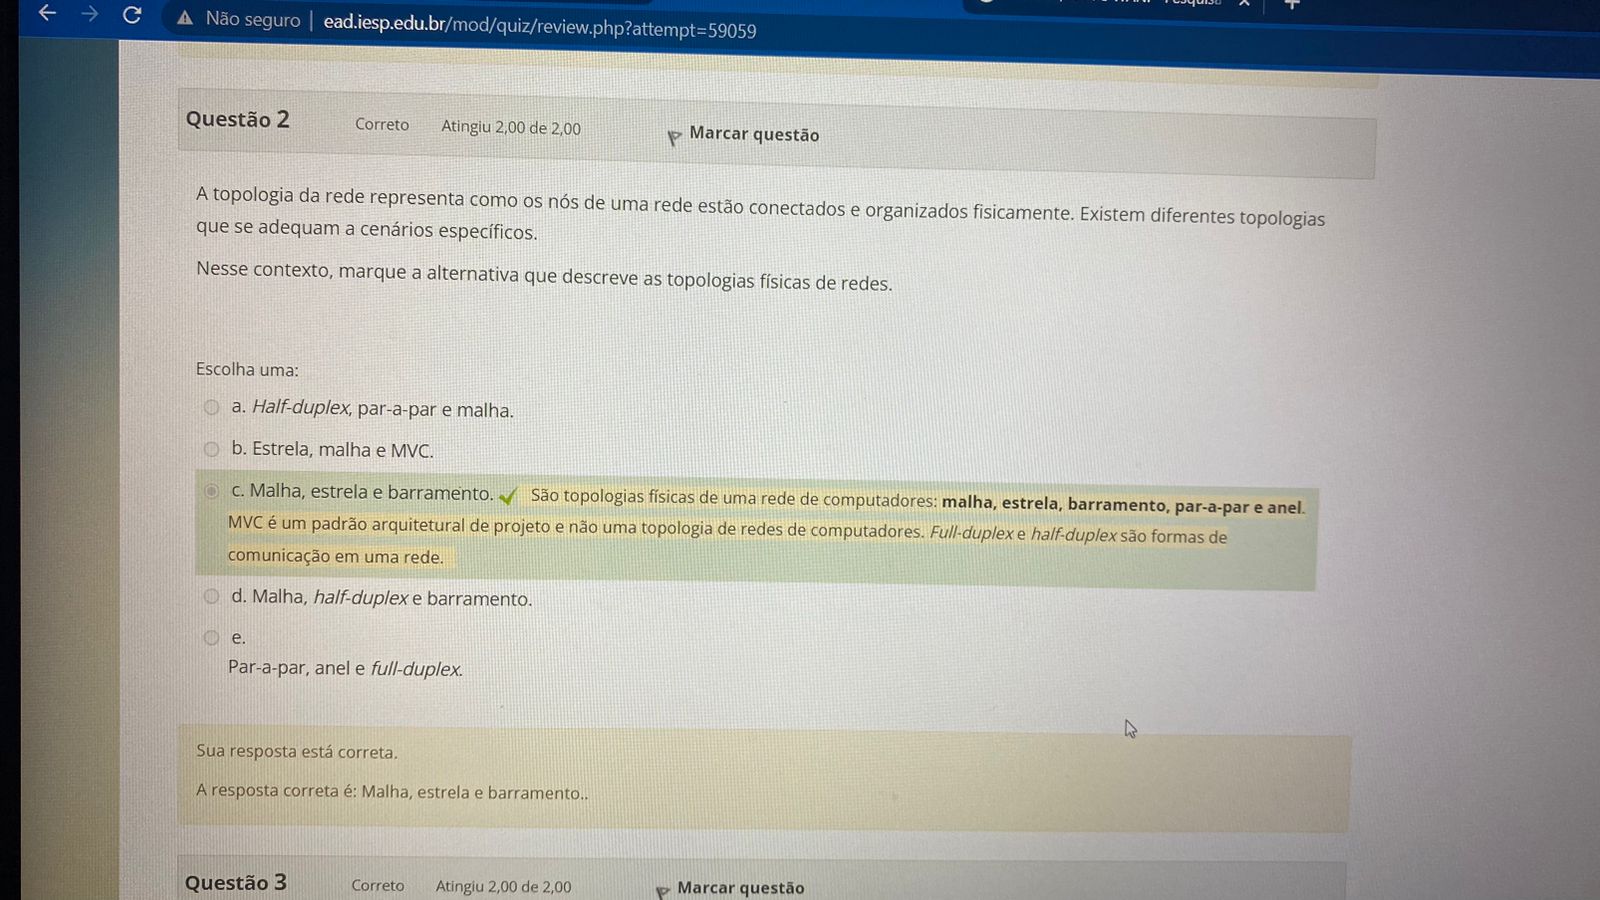 Não seguro | ead.iesp.edu.br/mod/quiz/review.php?attempt=59059
Questão 2 Correto Atingiu 2,00 de 2,00 Marcar questão
A topologia da rede representa como os nós de uma rede estão conectados e organizados fisicamente. Existem diferentes topologias
que se adequam a cenários específicos.
Nesse contexto, marque a alternativa que descreve as topologias físicas de redes.
Escolha uma:
a. Half-duplex, par-a-par e malha.
b. Estrela, malha e MVC.
c. Malha, estrela e barramento. São topologias físicas de uma rede de computadores: malha, estrela, barramento, par-a-par e anel.
MVC é um padrão arquitetural de projeto e não uma topologia de redes de computadores. Full-duplex e half-duplex são formas de
comunicação em uma rede.
d. Malha, half-duplex e barramento.
e.
Par-a-par, anel e full-duplex.
Sua resposta está correta.
A resposta correta é: Malha, estrela e barramento..
Questão 3 Correto Atingiu 2,00 de 2,00 Marcar questão